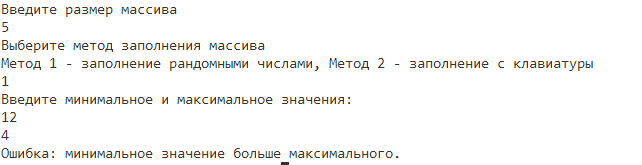 Введите размер массива
5
Выберите метод заполнения массива
Метод 1 - заполнение рандомными числами, Метод 2 - заполнение с клавиатуры
1
Введите минимальное и максимальное значения:
12
4
Ошибка: минимальное значение больше максимального.